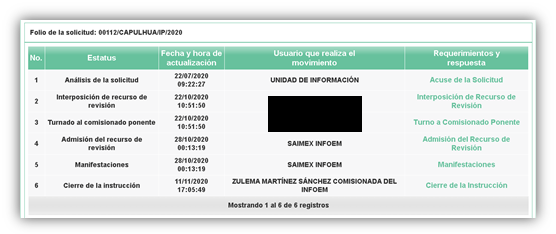 Folio de la solicitud: 00112/CAPULHUA/IP/2020
No. Estatus Fecha y hora de actualización Usuario que realiza el movimiento Requerimientos y respuesta
1 Análisis de la solicitud 22/07/2020 09:22:27 UNIDAD DE INFORMACIÓN Acuse de la Solicitud
2 Interposición de recurso de revisión 22/10/2020 10:51:50 Interposición de Recurso de Revisión
3 Turnado al comisionado ponente 22/10/2020 10:51:50 Turno a Comisionado Ponente
4 Admisión del recurso de revisión 28/10/2020 00:13:19 SAIMEX INFOEM Admisión del Recurso de Revisión
5 Manifestaciones 28/10/2020 00:13:19 SAIMEX INFOEM Manifestaciones
6 Cierre de la instrucción 11/11/2020 17:05:49 ZULEMA MARTÍNEZ SÁNCHEZ COMISIONADA DEL INFOEM Cierre de la Instrucción
Mostrando 1 al 6 de 6 registros